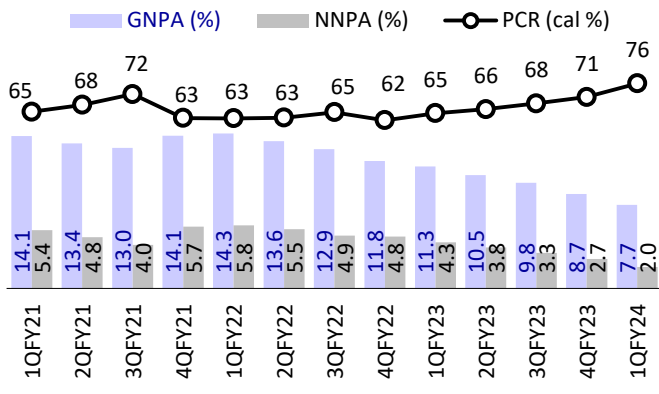 GNPA (%) NNPA (%) PCR (cal %)
65 68 72 63 63 63 65 62 65 66 68 71 76
14.1 5.4 13.4 4.8 13.0 4.0 14.1 5.7 14.3 5.8 13.6 5.5 12.9 4.9 11.8 4.8 11.3 4.3 10.5 3.8 9.8 3.3 8.7 2.7 7.7 2.0
1QFY21 2QFY21 3QFY21 4QFY21 1QFY22 2QFY22 3QFY22 4QFY22 1QFY23 2QFY23 3QFY23 4QFY23 1QFY24